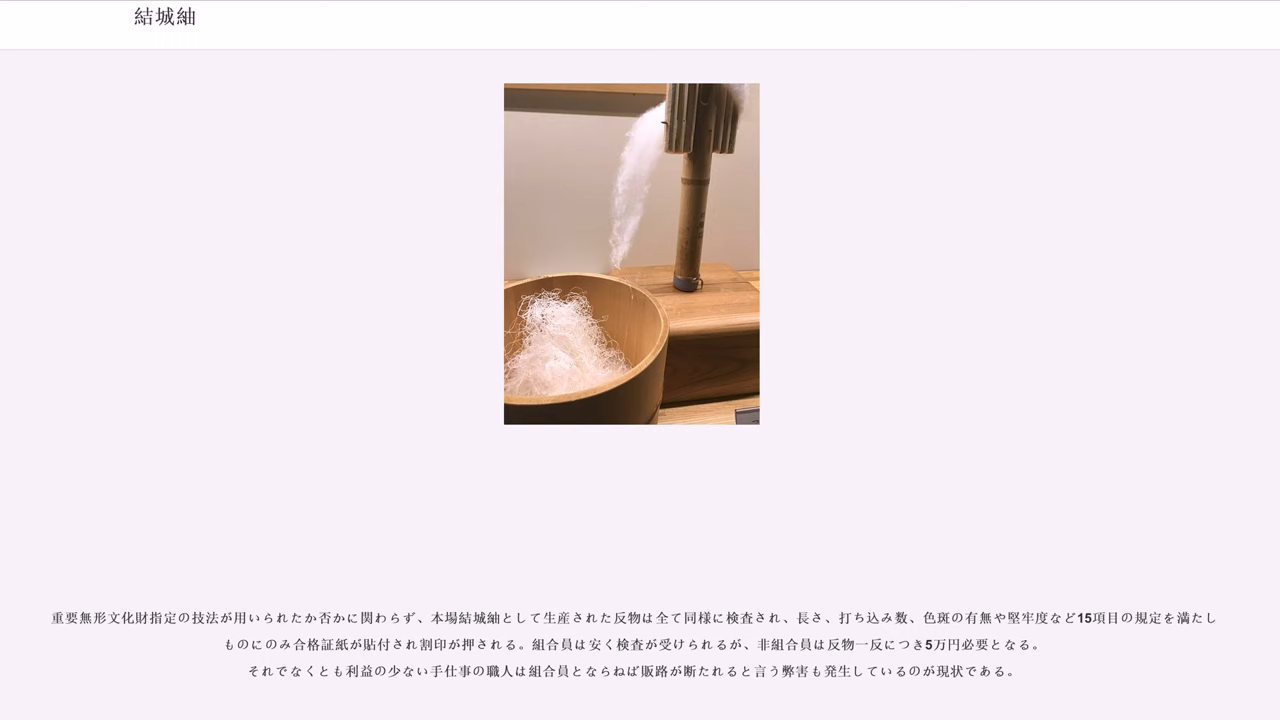 結城紬
重要無形文化財指定の技法が用いられたか否かに関わらず、本場結城紬として生産された反物は全て同様に検査され、長さ、打ち込み数、色斑の有無や堅牢度など15項目の規定を満たし
ものにのみ合格証紙が貼付され割印が押される。組合員は安く検査が受けられるが、非組合員は反物一反につき5万円必要となる。
それでなくとも利益の少ない手仕事の職人は組合員とならねば販路が断たれると言う弊害も発生しているのが現状である。